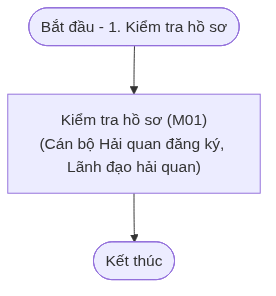 Bắt đầu - 1. Kiểm tra hồ sơ
Kiểm tra hồ sơ (M01)
(Cán bộ Hải quan đăng ký,
Lãnh đạo hải quan)
Kết thúc